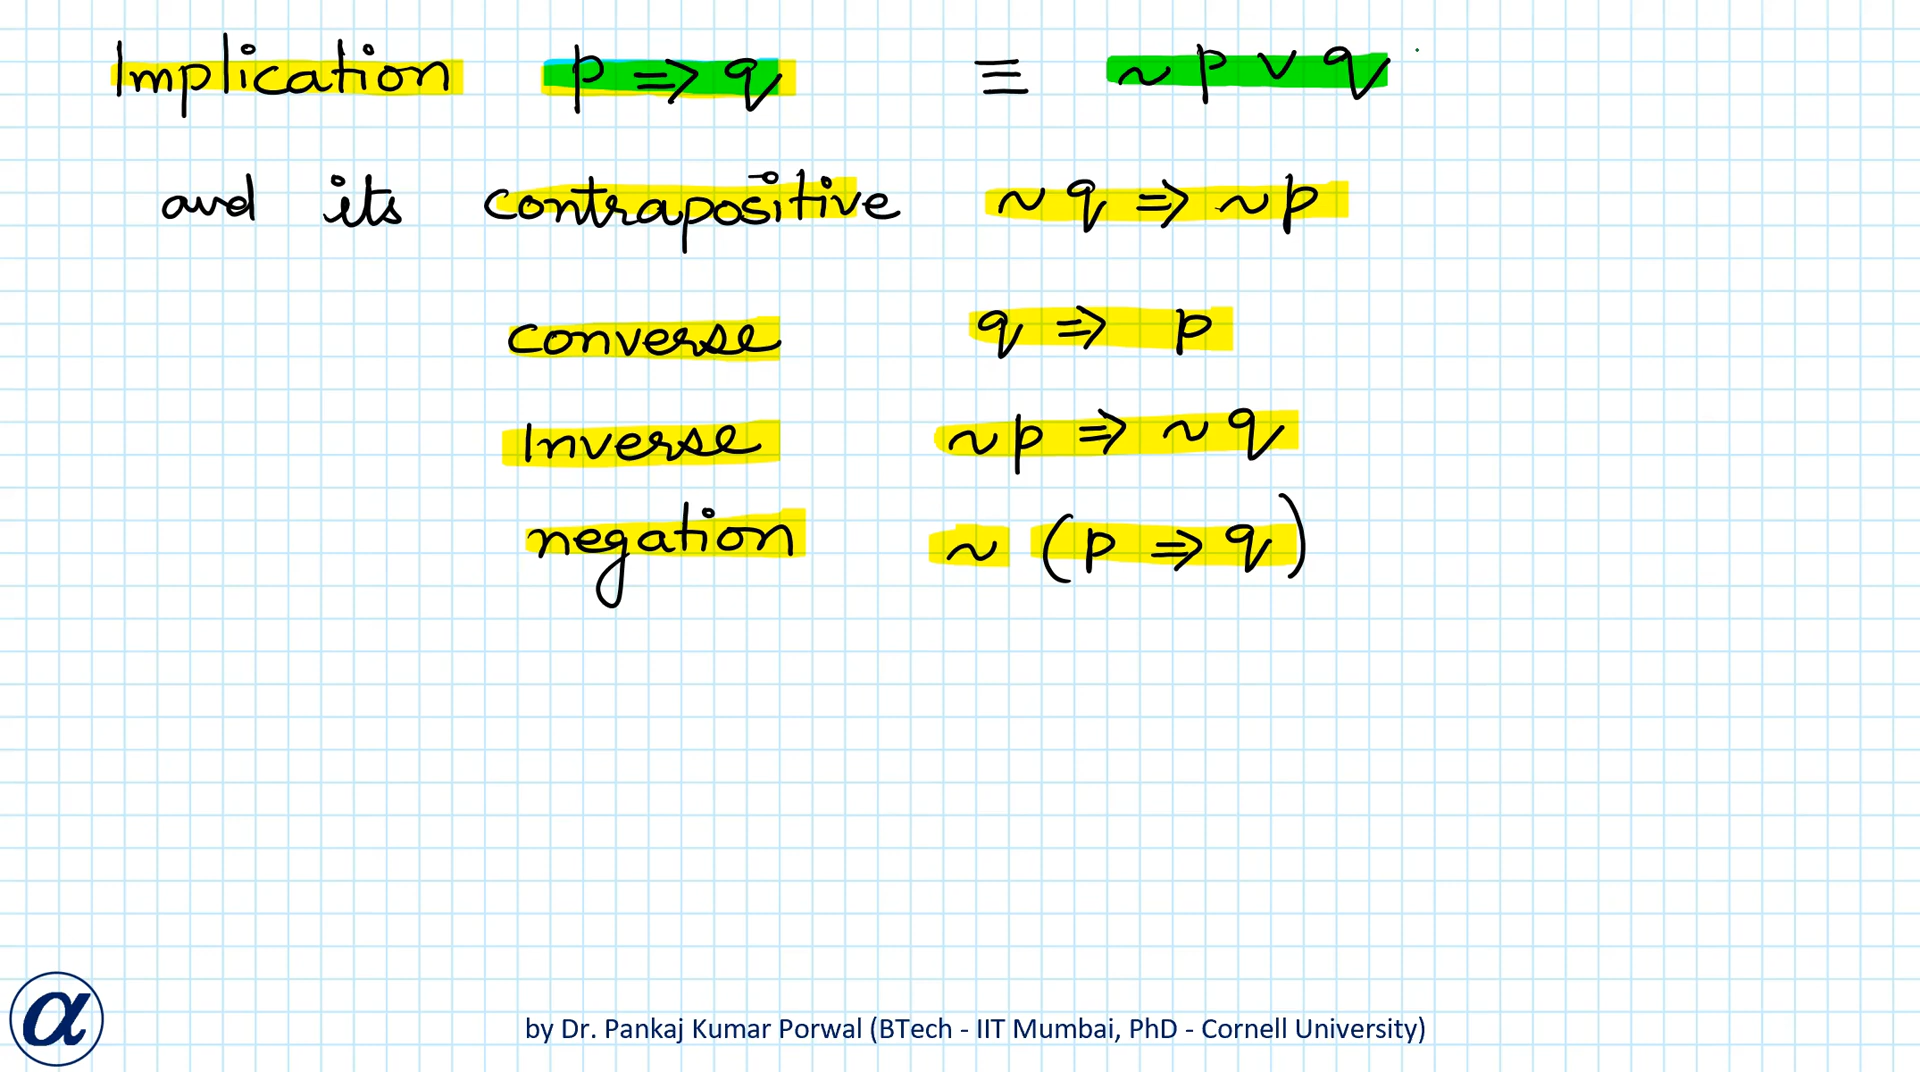 Implication p => q ≡ ~ p ∨ q
and its contrapositive ~ q => ~ p
converse q => p
Inverse ~ p => ~ q
negation ~ (p => q)
α
by Dr. Pankaj Kumar Porwal (BTech - IIT Mumbai, PhD - Cornell University)